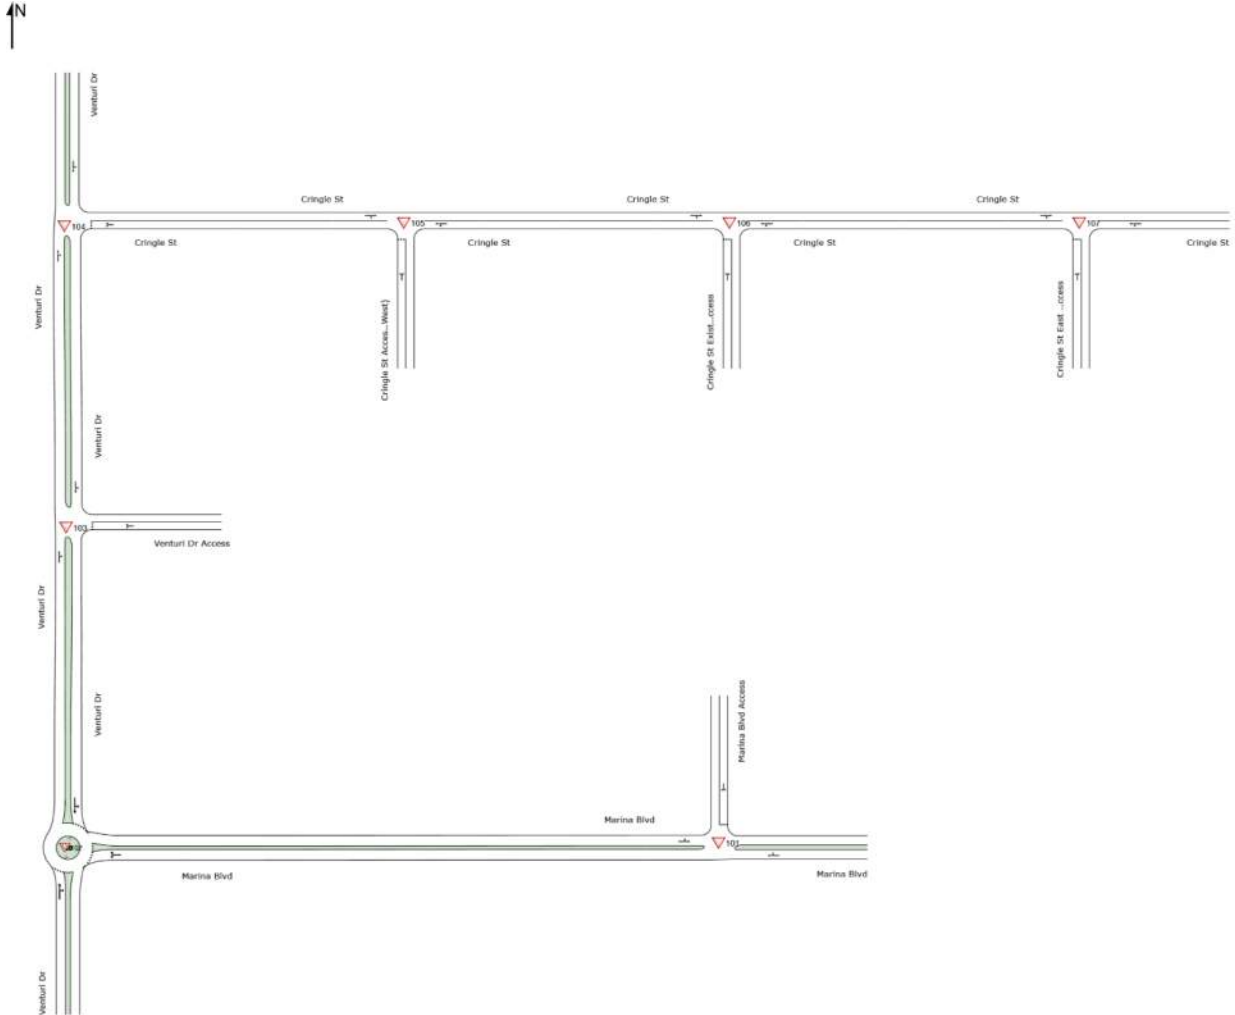 N
Venturi Dr
Cringle St
Cringle St
Cringle St
104
105
106
107
Cringle St
Cringle St
Cringle St
Cringle St
Venturi Dr
Cringle St Acces...West)
Cringle St Exist...ccess
Cringle St East ...ccess
Venturi Dr
103
Venturi Dr Access
Venturi Dr
Venturi Dr
Marina Blvd Access
Marina Blvd
101
Marina Blvd
Marina Blvd
Venturi Dr